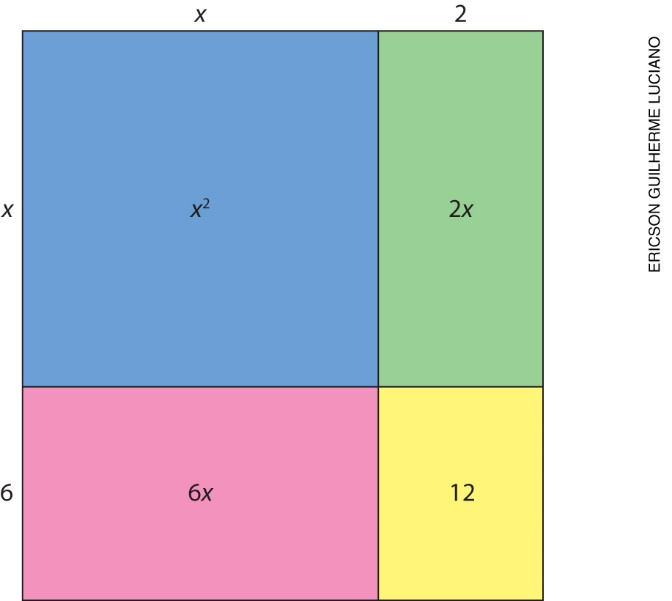 x 2
x x² 2x
6 6x 12
ERICSON GUILHERME LUCIANO